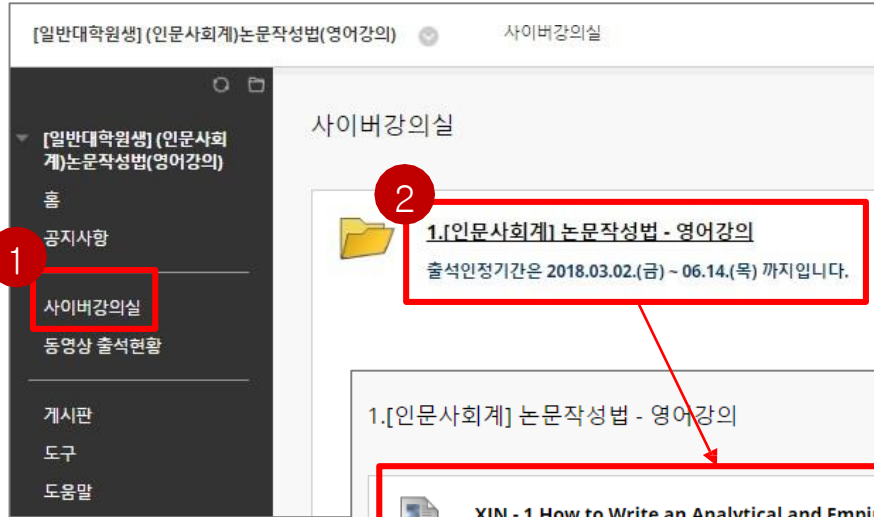 [일반대학원생] (인문사회계)논문작성법(영어강의)
사이버강의실
[일반대학원생] (인문사회
계)논문작성법(영어강의)
홈
공지사항
1
사이버강의실
동영상 출석현황
게시판
도구
도움말
사이버강의실
2
1.[인문사회계] 논문작성법 - 영어강의
출석인정기간은 2018.03.02.(금) ~ 06.14.(목) 까지입니다.
1.[인문사회계] 논문작성법 - 영어강의
XIN - 1 How to Write an Analytical and